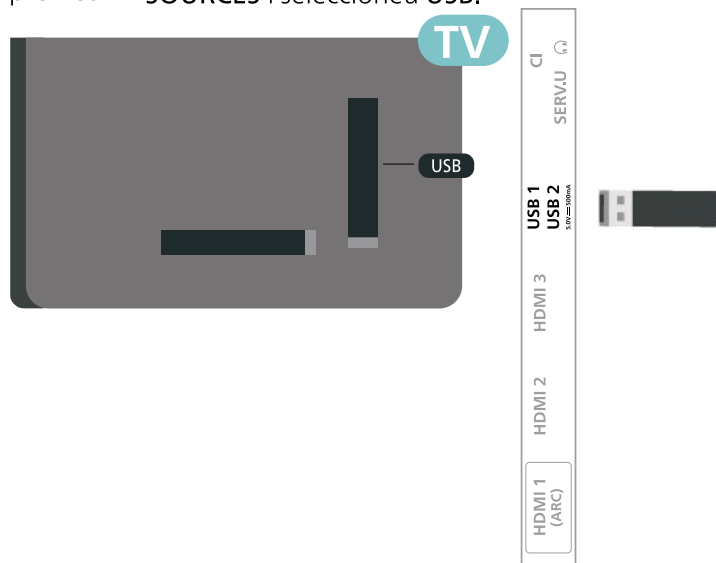 SOURCES i seleccioneu USB.
TV
USB
CI
SERV.U
USB 1
USB 2
5.0V 500mA
HDMI 3
HDMI 2
HDMI 1
(ARC)